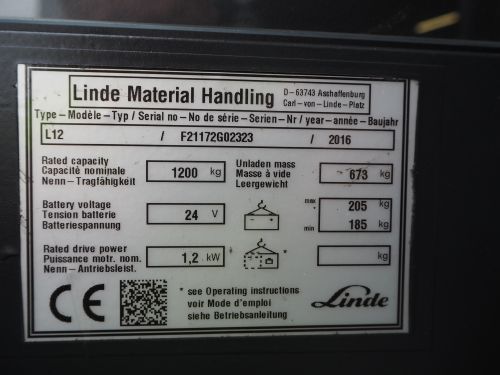 Linde Material Handling
D-63743 Aschaffenburg
Carl-von-Linde-Platz
Type-Modèle-Typ / Serial no-No de série-Serien-Nr / year-année-Baujahr
L12 / F21172G02323 / 2016
Rated capacity
Capacité nominale
Nenn-Tragfähigkeit
1200 kg
Unladen mass
Masse à vide
Leergewicht
673 kg
Battery voltage
Tension batterie
Batteriespannung
24 V
max 205 kg
min 185 kg
Rated drive power
Puissance motr. nom.
Nenn-Antriebsleist.
1,2 kW
* *
kg
CE
* see Operating instructions
voir Mode d'emploi
siehe Betriebsanleitung
Linde